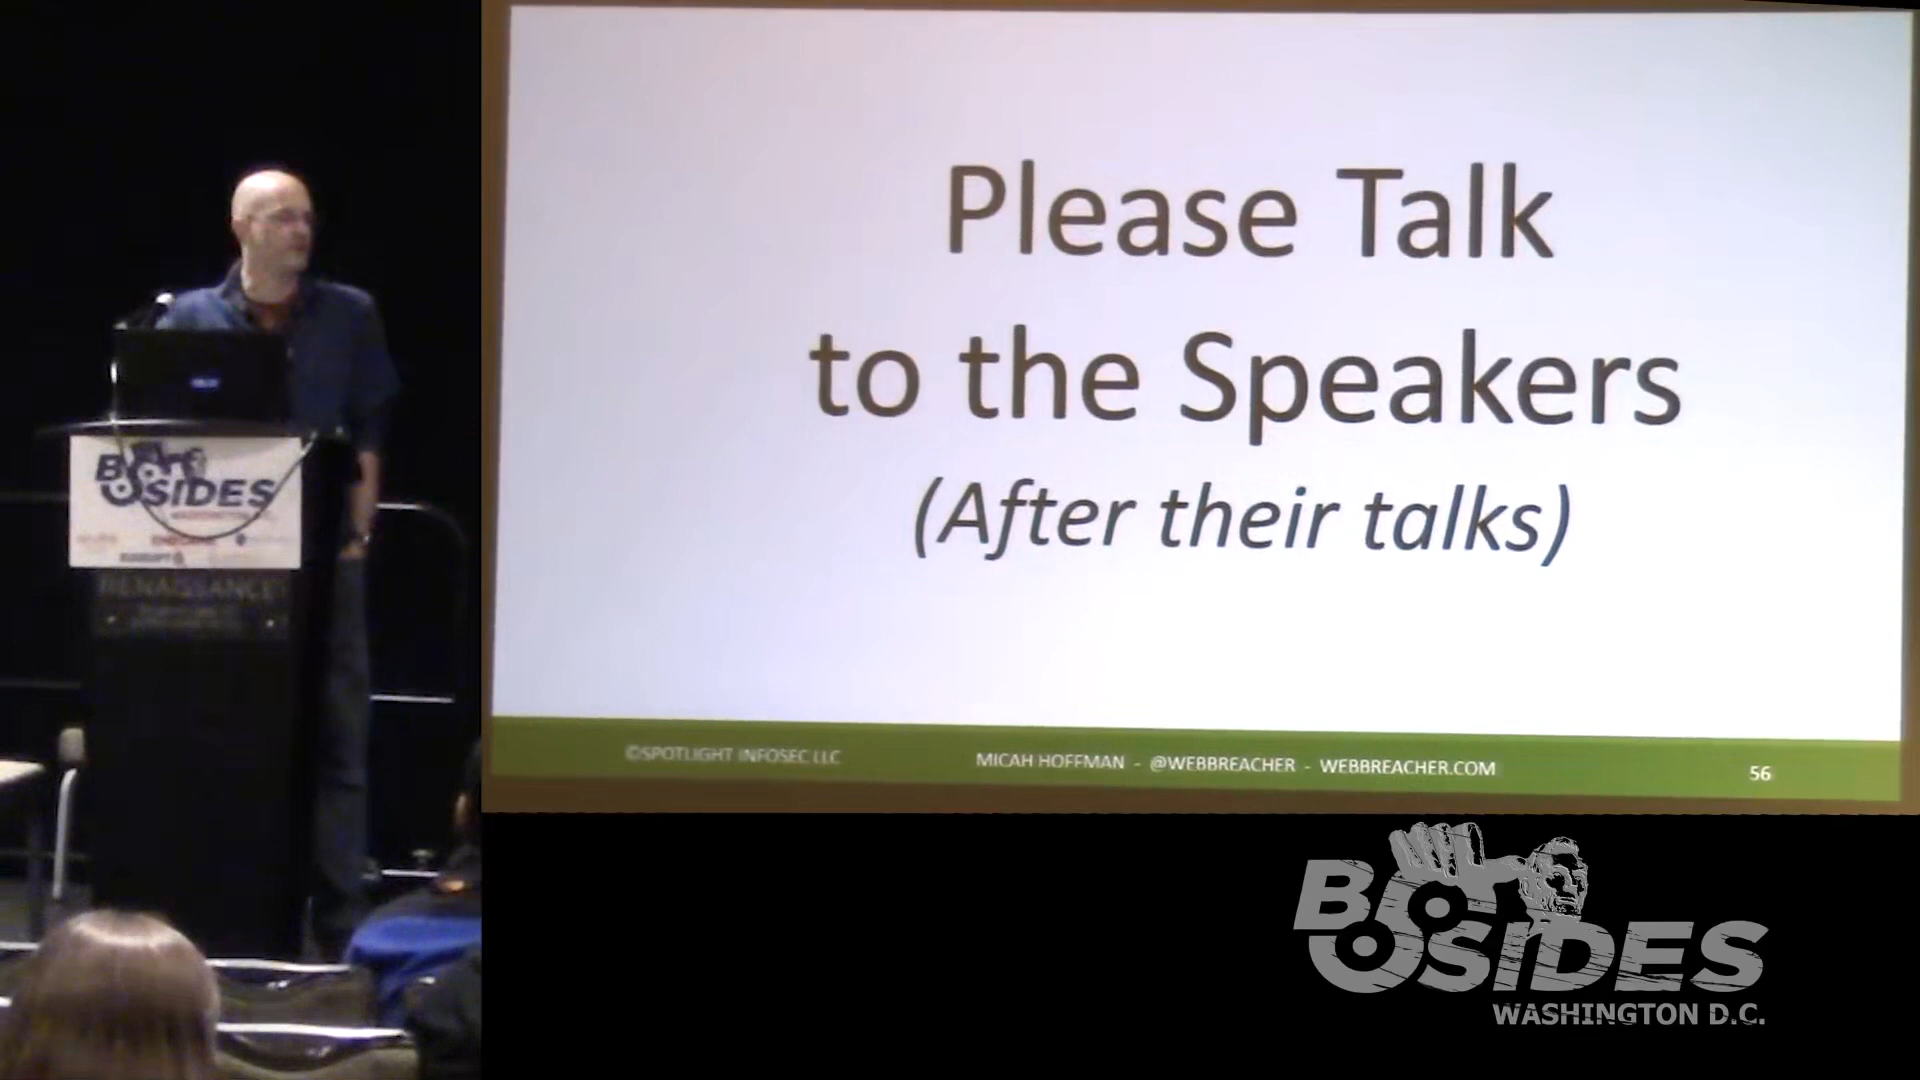 Please Talk
to the Speakers
(After their talks)
©SPOTLIGHT INFOSEC LLC
MICAH HOFFMAN - @WEBBREACHER - WEBBREACHER.COM
56
BSIDES
RENAISSANCE
BSIDES
WASHINGTON D.C.